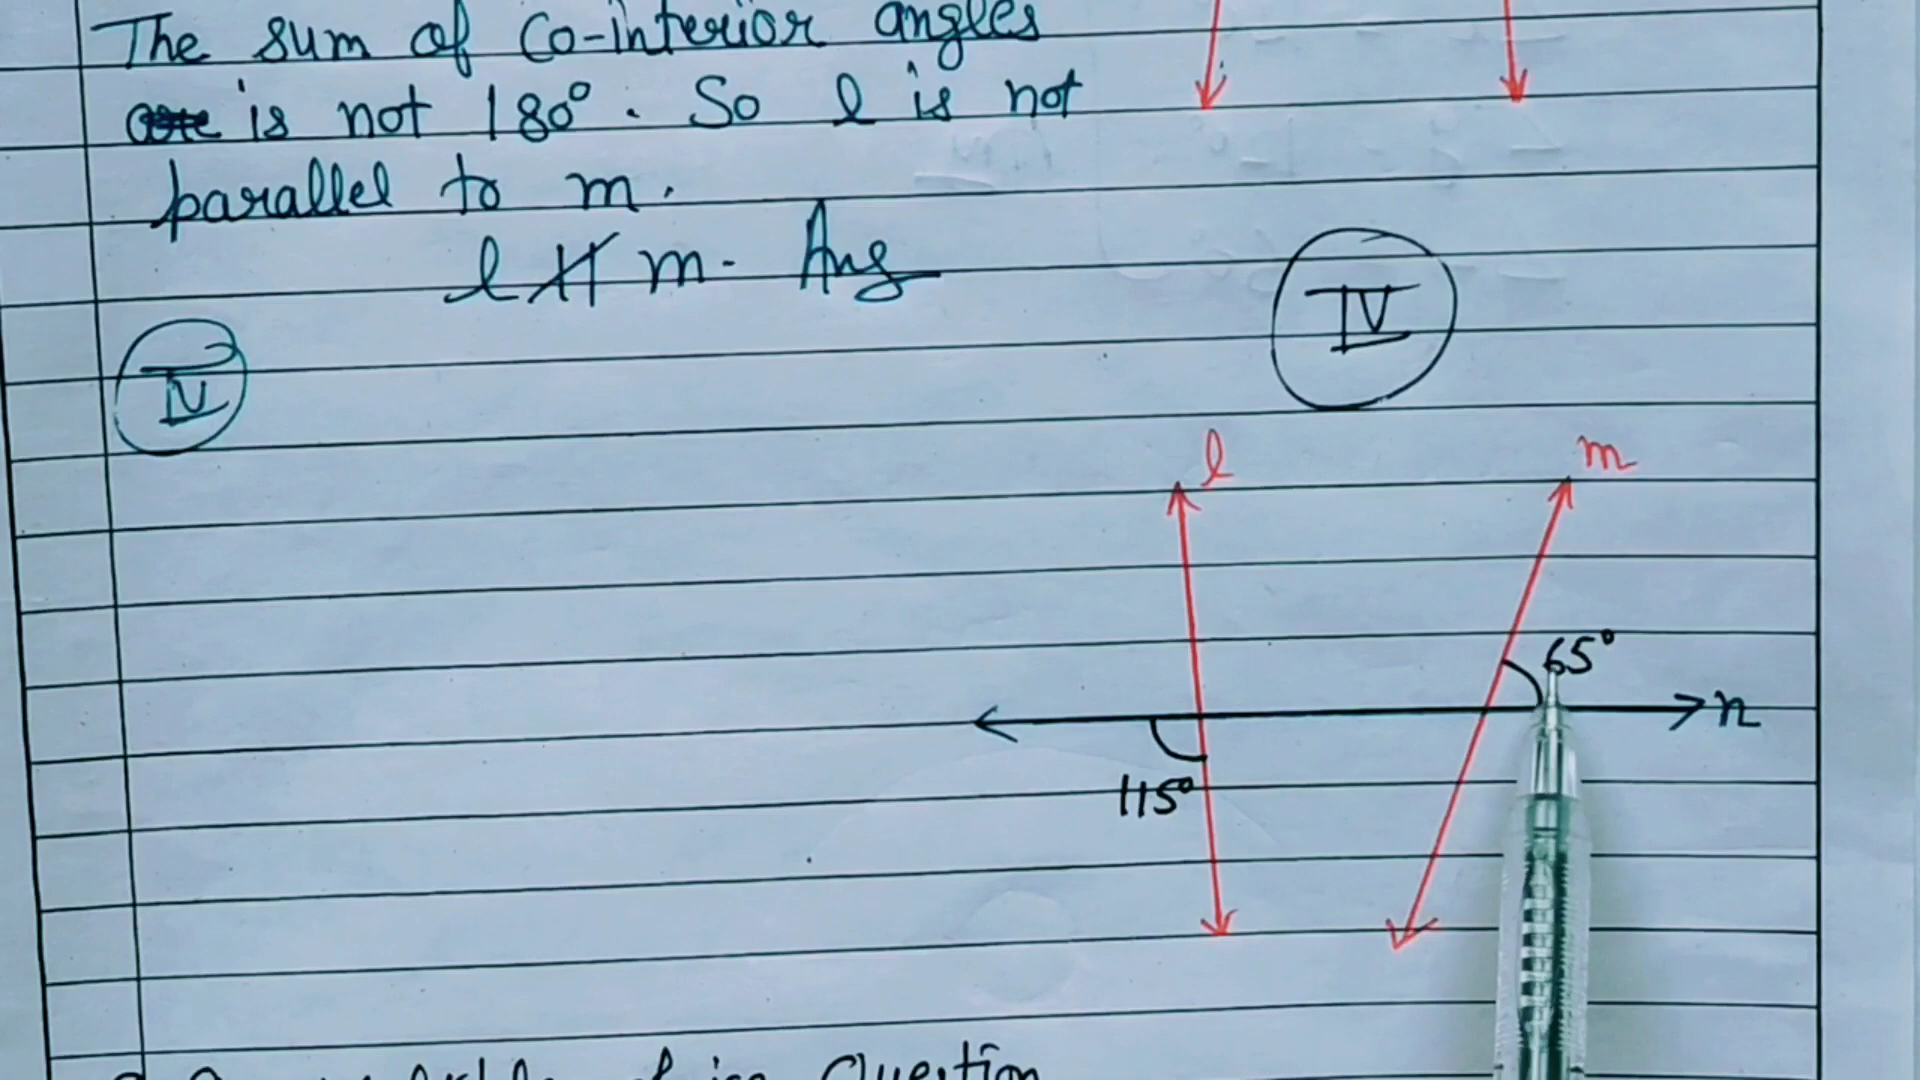 The sum of Co-interior angles
is not 180°. So l is not
parallel to m.
l ∦ m. Ans
IV
IV
l
m
65°
n
115°
Question